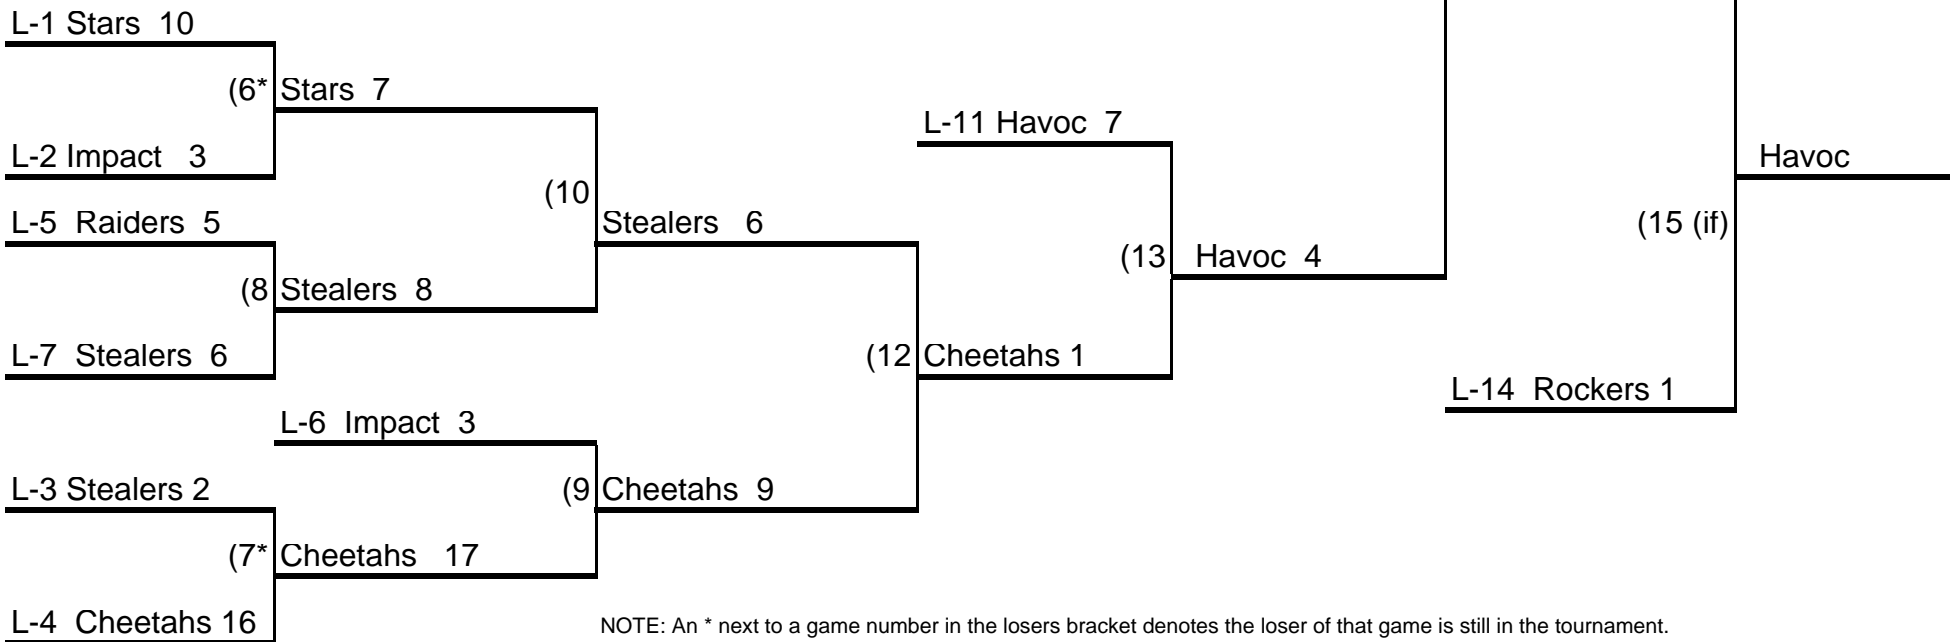 L-1 Stars 10
(6* Stars 7
L-11 Havoc 7
L-2 Impact 3
Havoc
(10
L-5 Raiders 5
Stealers 6
(15 (if)
(13 Havoc 4
(8 Stealers 8
L-7 Stealers 6
(12 Cheetahs 1
L-14 Rockers 1
L-6 Impact 3
L-3 Stealers 2
(9 Cheetahs 9
(7* Cheetahs 17
L-4 Cheetahs 16
NOTE: An * next to a game number in the losers bracket denotes the loser of that game is still in the tournament.